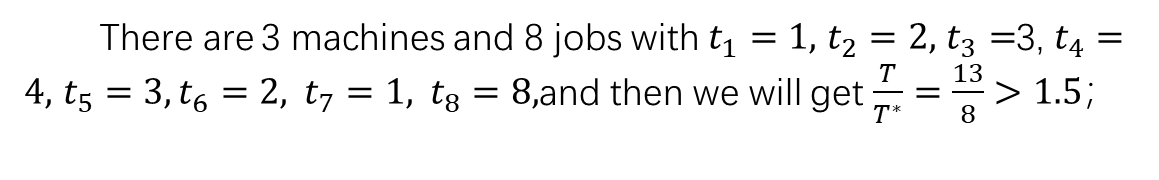 There are 3 machines and 8 jobs with t₁ = 1, t₂ = 2, t₃ =3, t₄ =
4, t₅ = 3, t₆ = 2, t₇ = 1, t₈ = 8,and then we will get T/T* = 13/8 > 1.5;